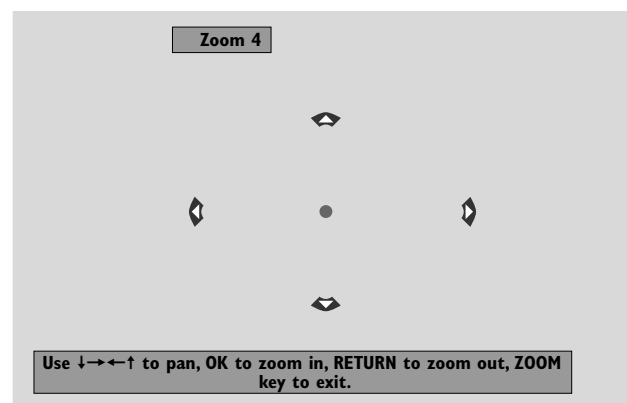 Zoom 4
Use ↓→←↑ to pan, OK to zoom in, RETURN to zoom out, ZOOM
key to exit.